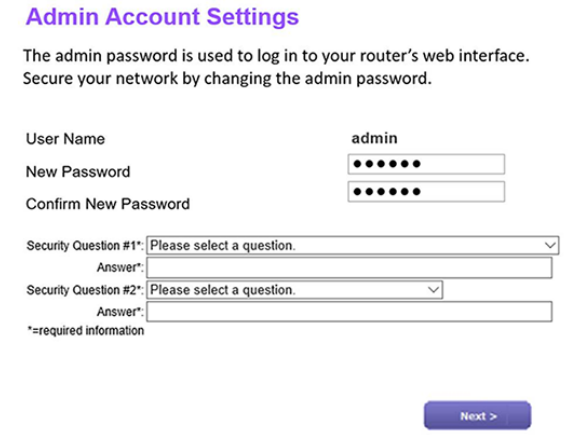 Admin Account Settings
The admin password is used to log in to your router's web interface.
Secure your network by changing the admin password.
User Name admin
New Password ●●●●●●
Confirm New Password ●●●●●●
Security Question #1*: Please select a question.
Answer*:
Security Question #2*: Please select a question.
Answer*:
*=required information
Next >